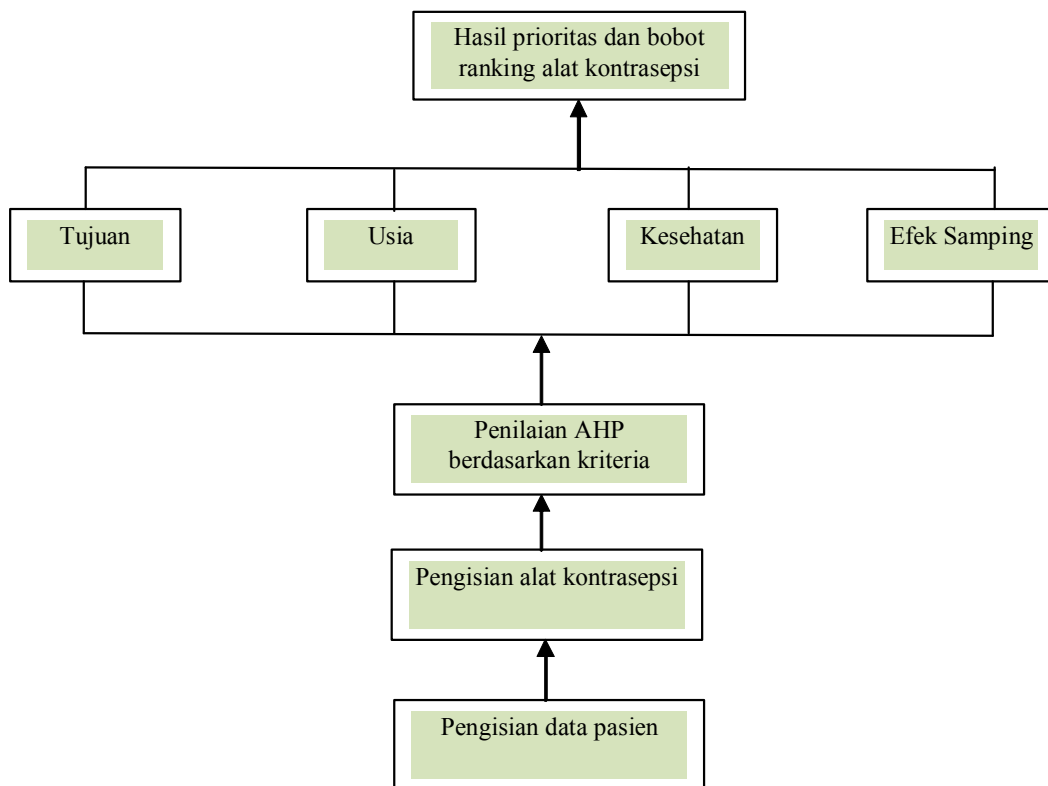 Hasil prioritas dan bobot
ranking alat kontrasepsi
Tujuan
Usia
Kesehatan
Efek Samping
Penilaian AHP
berdasarkan kriteria
Pengisian alat kontrasepsi
Pengisian data pasien